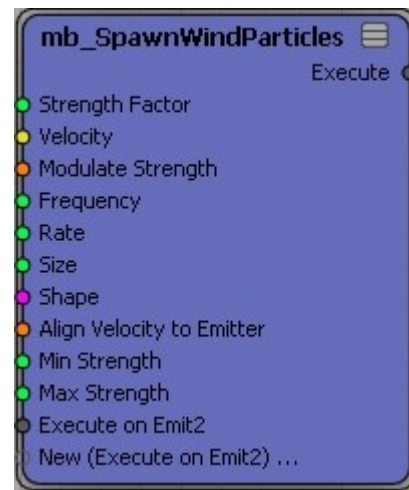 mb_SpawnWindParticles
Execute
Strength Factor
Velocity
Modulate Strength
Frequency
Rate
Size
Shape
Align Velocity to Emitter
Min Strength
Max Strength
Execute on Emit2
New (Execute on Emit2) ...